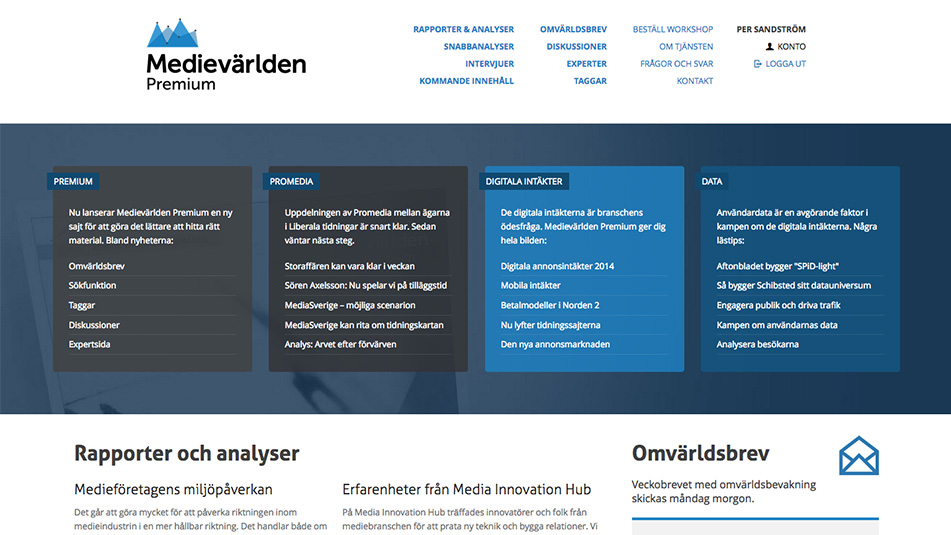 Medievärlden
Premium
RAPPORTER & ANALYSER
SNABBANALYSER
INTERVJUER
KOMMANDE INNEHÅLL
OMVÄRLDSBREV
DISKUSSIONER
EXPERTER
TAGGAR
BESTÄLL WORKSHOP
OM TJÄNSTEN
FRÅGOR OCH SVAR
KONTAKT
PER SANDSTRÖM
KONTO
LOGGA UT
PREMIUM
Nu lanserar Medievärlden Premium en ny
sajt för att göra det lättare att hitta rätt
material. Bland nyheterna:
Omvärldsbrev
Sökfunktion
Taggar
Diskussioner
Expertsida
PROMEDIA
Uppdelningen av Promedia mellan ägarna
i Liberala tidningar är snart klar. Sedan
väntar nästa steg.
Storaffären kan vara klar i veckan
Sören Axelsson: Nu spelar vi på tilläggstid
MediaSverige – möjliga scenarion
MediaSverige kan rita om tidningskartan
Analys: Arvet efter förvärven
DIGITALA INTÄKTER
De digitala intäkterna är branschens
ödesfråga. Medievärlden Premium ger dig
hela bilden:
Digitala annonsintäkter 2014
Mobila intäkter
Betalmodeller i Norden 2
Nu lyfter tidningssajterna
Den nya annonsmarknaden
DATA
Användardata är en avgörande faktor i
kampen om de digitala intäkterna. Några
lästips:
Aftonbladet bygger "SPiD-light"
Så bygger Schibsted sitt datauniversum
Engagera publik och driva trafik
Kampen om användarnas data
Analysera besökarna
Rapporter och analyser
Medieföretagens miljöpåverkan
Det går att göra mycket för att påverka riktningen inom
medieindustrin i en mer hållbar riktning. Det handlar både om
Erfarenheter från Media Innovation Hub
På Media Innovation Hub träffades innovatörer och folk från
mediebranschen för att prata ny teknik och bygga relationer. Vi
Omvärldsbrev
Veckobrevet med omvärldsbevakning
skickas måndag morgon.